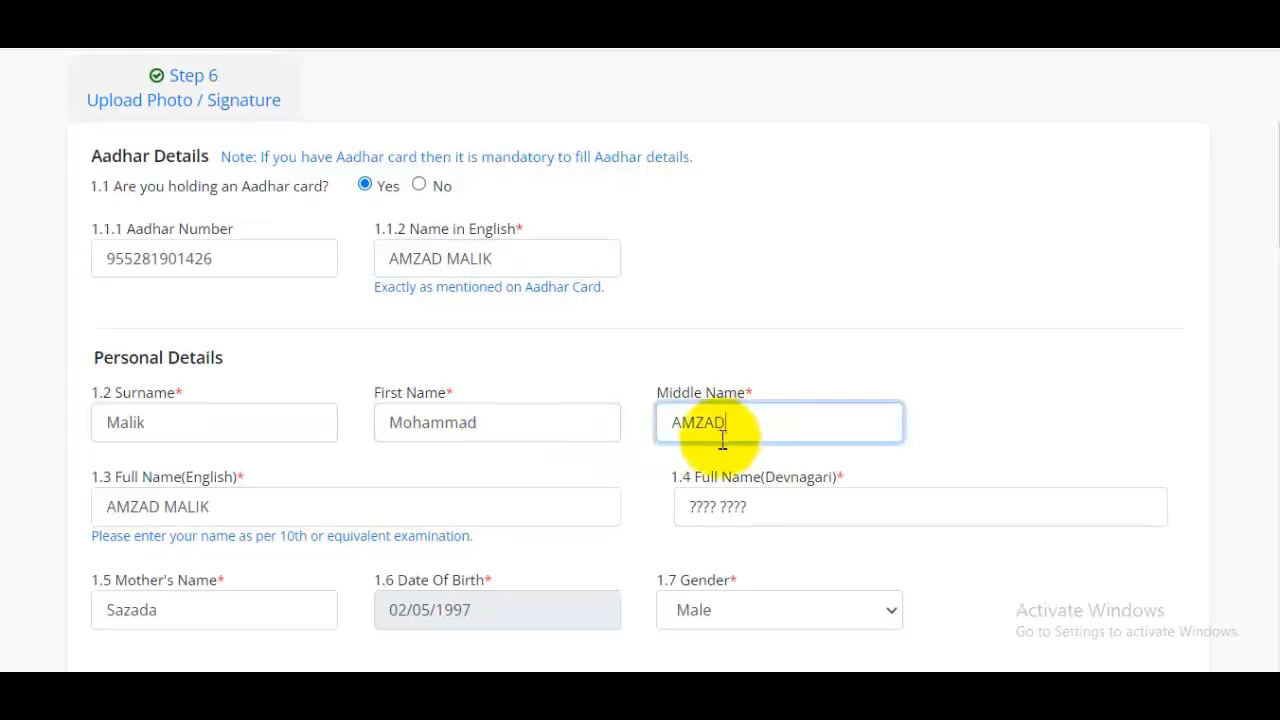 Step 6
Upload Photo / Signature
Aadhar Details Note: If you have Aadhar card then it is mandatory to fill Aadhar details.
1.1 Are you holding an Aadhar card? Yes No
1.1.1 Aadhar Number 1.1.2 Name in English*
955281901426 AMZAD MALIK
Exactly as mentioned on Aadhar Card.
Personal Details
1.2 Surname* First Name* Middle Name*
Malik Mohammad AMZAD
1.3 Full Name(English)* 1.4 Full Name(Devnagari)*
AMZAD MALIK ???? ????
Please enter your name as per 10th or equivalent examination.
1.5 Mother's Name* 1.6 Date Of Birth* 1.7 Gender*
Sazada 02/05/1997 Male
Activate Windows
Go to Settings to activate Windows.